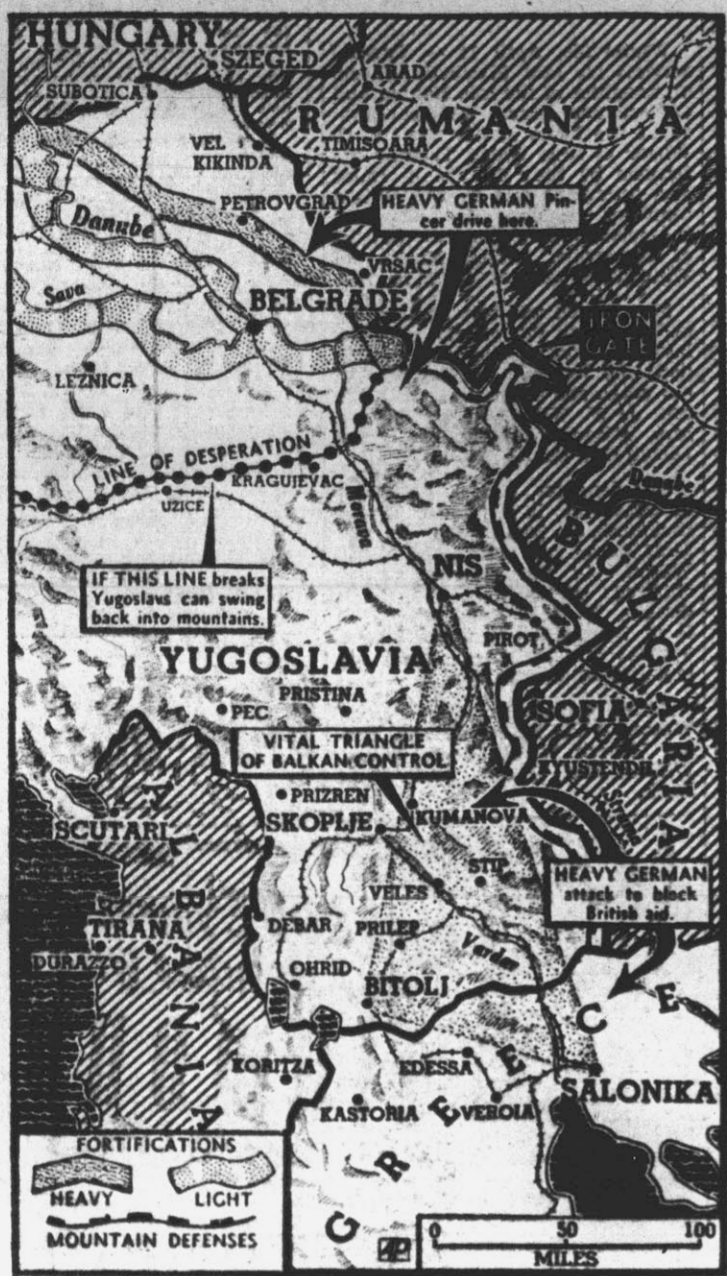 HUNGARY
SZEGED
SUBOTICA
ARAD
RUMANIA
VEL
KIKINDA
TIMISOARA
PETROVGRAD
HEAVY GERMAN Pin-
cer drive here.
Danube
VRSAC
Sava
BELGRADE
IRON
GATE
LEZNICA
LINE OF DESPERATION
KRAGUJEVAC
UZICE
Morava
Danube
BULGARIA
IF THIS LINE breaks
Yugoslavs can swing
back into mountains.
NIS
PIROT
YUGOSLAVIA
PRISTINA
PEC
SOFIA
VITAL TRIANGLE
OF BALKAN CONTROL
KYUSTENDIL
Struma
PRIZREN
KUMANOVA
SCUTARI
SKOPLJE
ALBANIA
STIP
VELES
HEAVY GERMAN
attack to block
British aid.
DEBAR
PRILEP
TIRANA
Vardar
DURAZZO
OHRID
BITOLJ
GREECE
KORITZA
EDESSA
SALONIKA
KASTORIA
VEROIA
FORTIFICATIONS
HEAVY
LIGHT
MOUNTAIN DEFENSES
AP
0 50 100
MILES